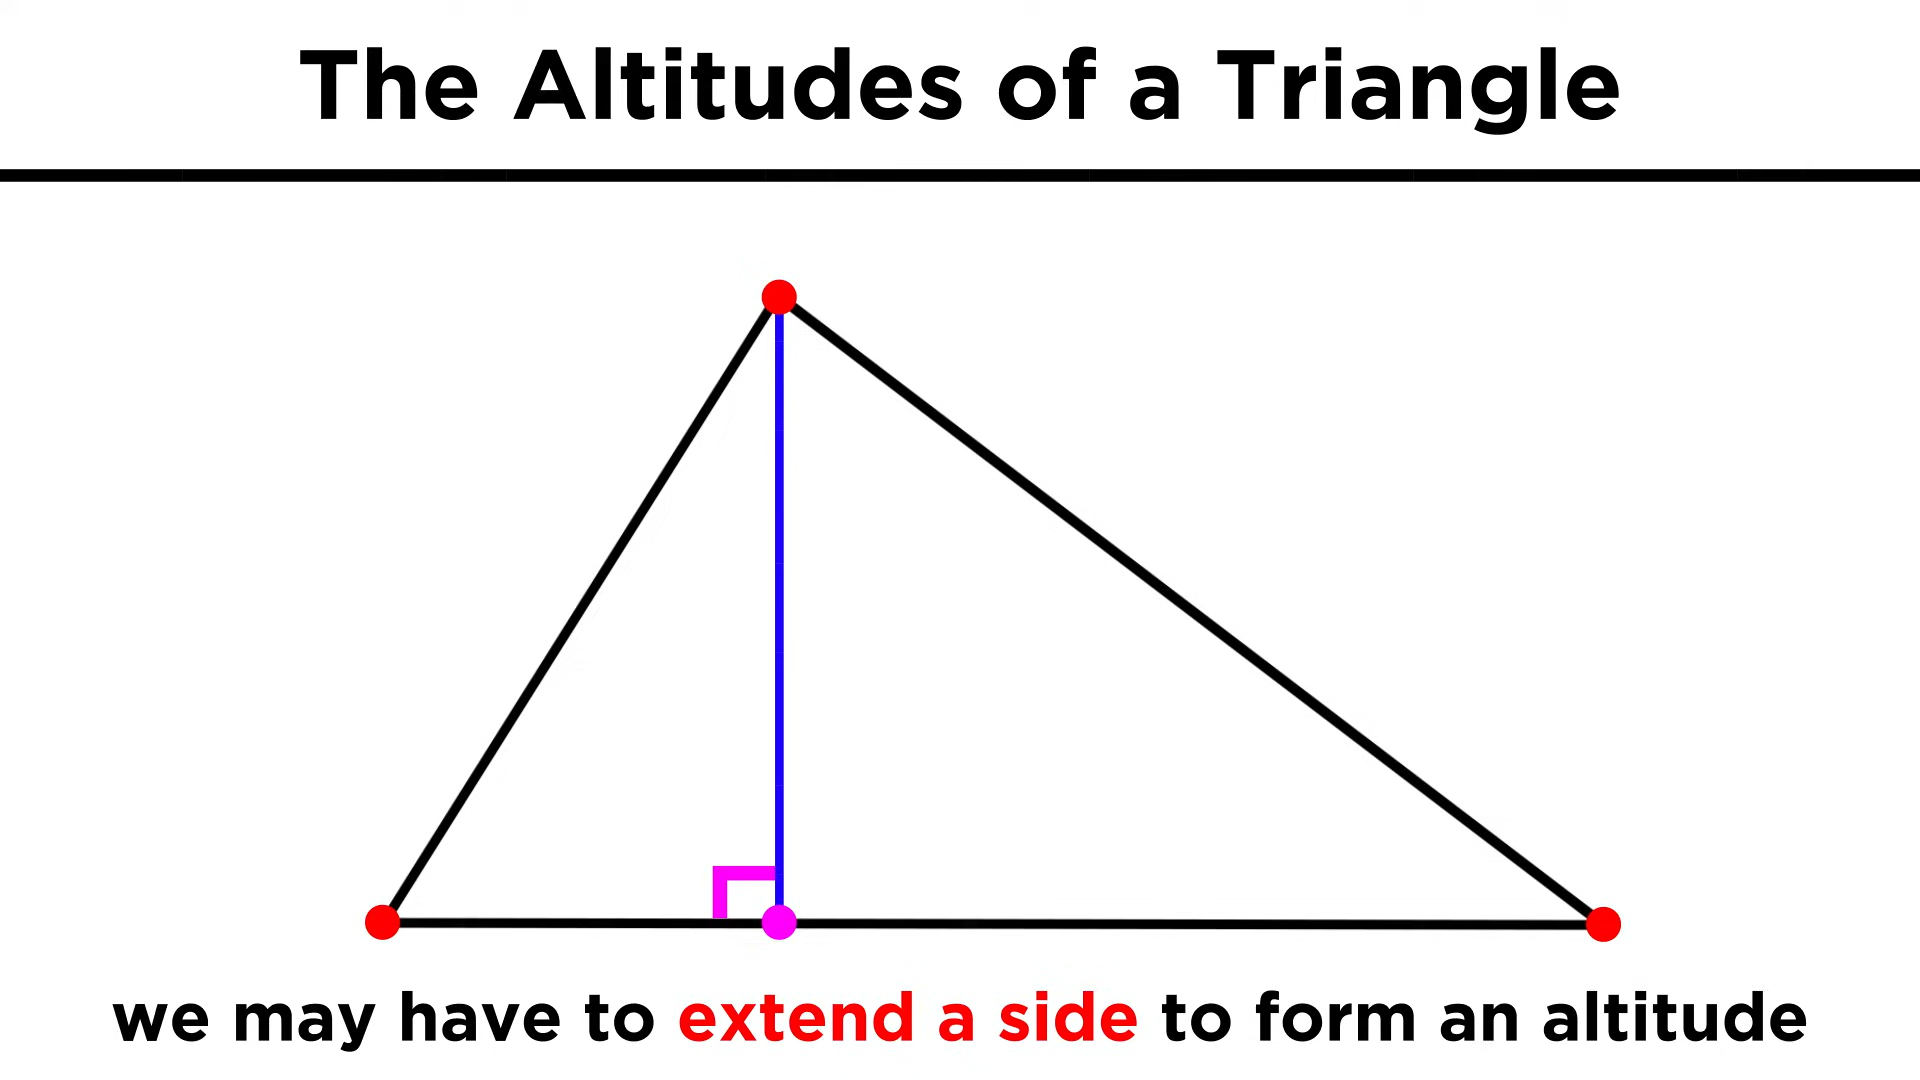 The Altitudes of a Triangle
we may have to extend a side to form an altitude